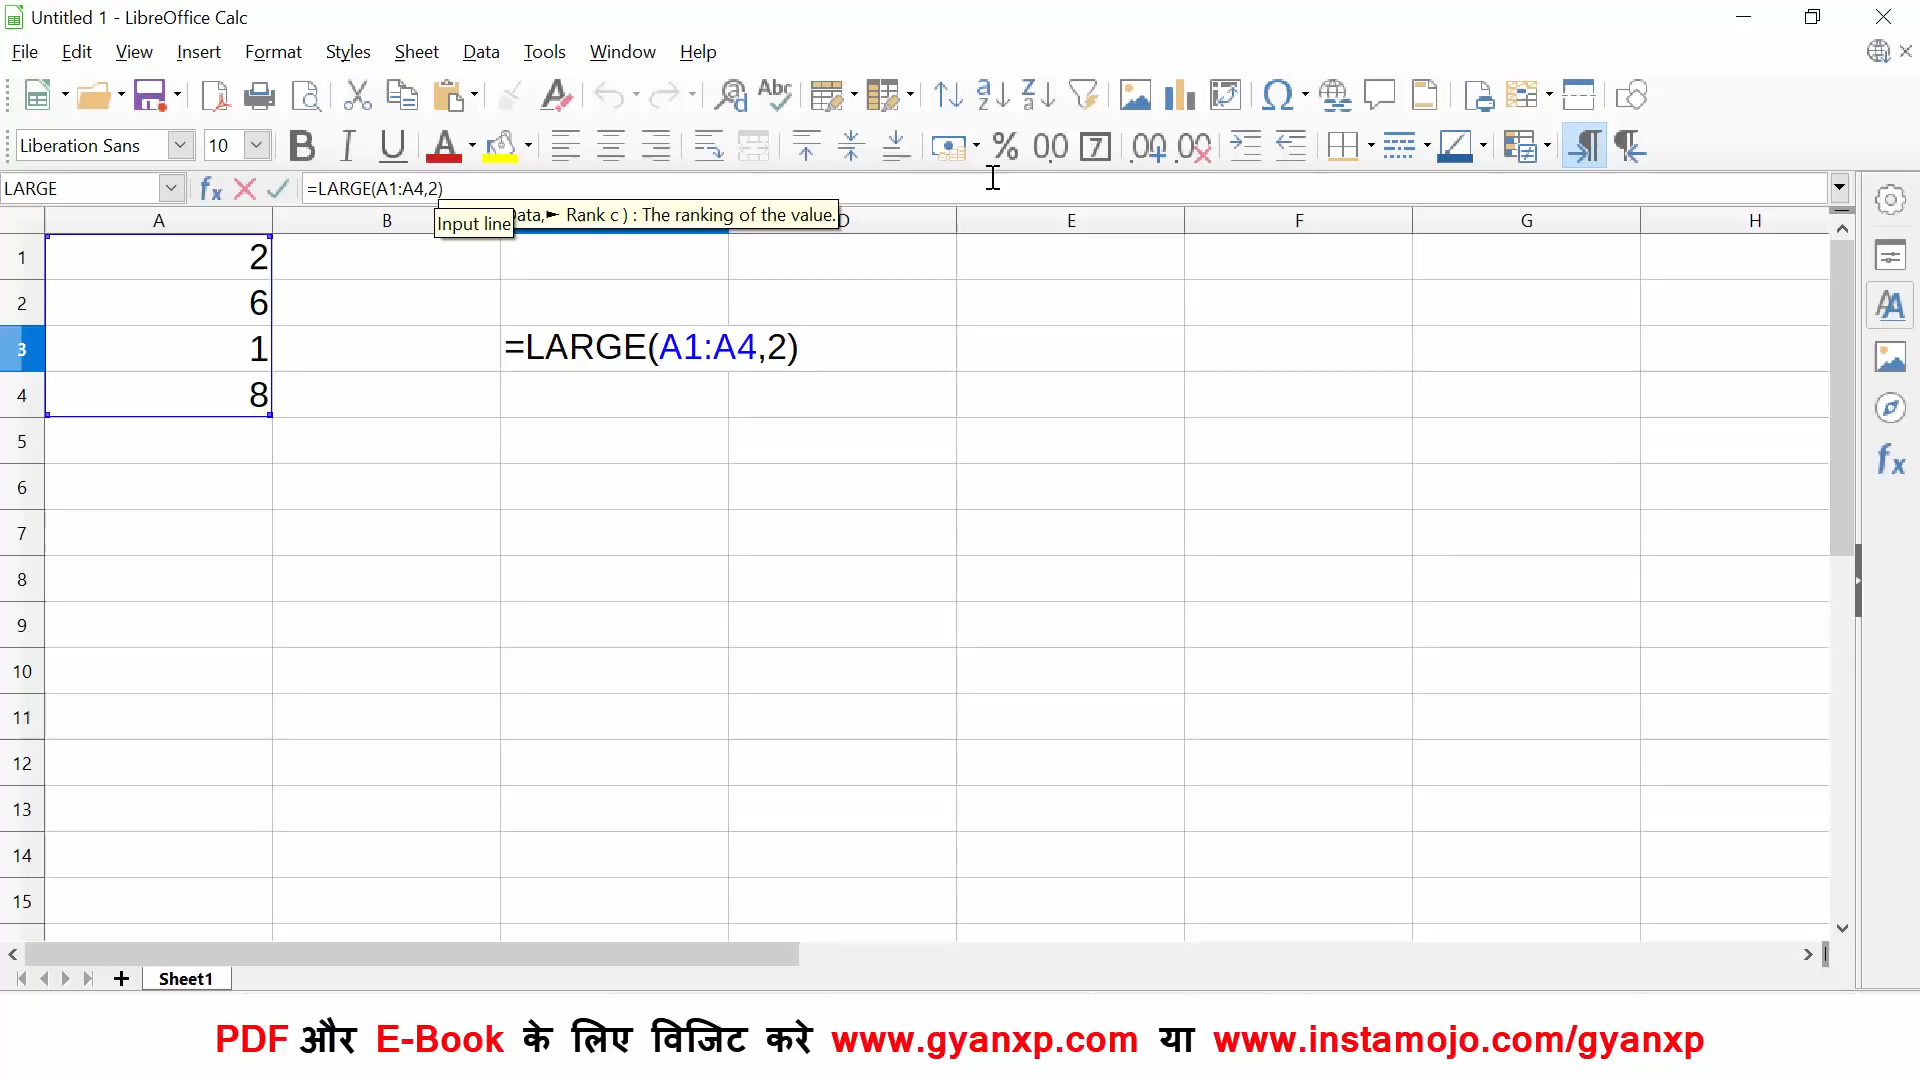 Untitled 1 - LibreOffice Calc
File Edit View Insert Format Styles Sheet Data Tools Window Help
Liberation Sans 10
LARGE =LARGE(A1:A4,2)
Input line ata,► Rank c ) : The ranking of the value.
A B D E F G H
1 2
2 6
3 1 =LARGE(A1:A4,2)
4 8
5
6
7
8
9
10
11
12
13
14
15
Sheet1
PDF और E-Book के लिए विजिट करे www.gyanxp.com या www.instamojo.com/gyanxp